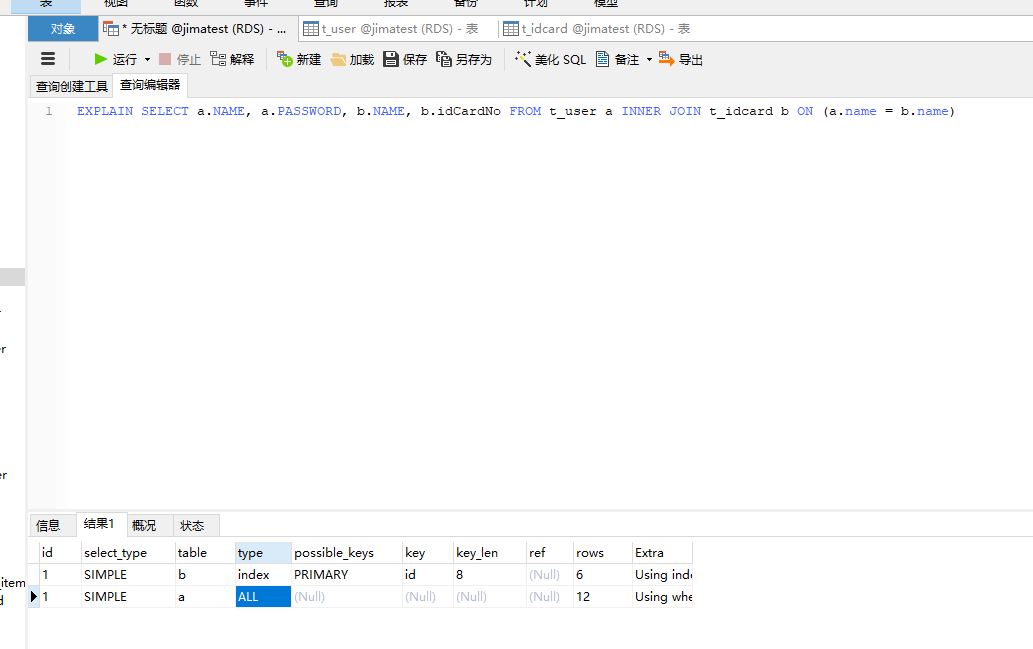 表 视图 函数 事件 查询 报表 备份 计划 模型
对象 * 无标题 @jimatest (RDS) - ... t_user @jimatest (RDS) - 表 t_idcard @jimatest (RDS) - 表
运行 停止 解释 新建 加载 保存 另存为 美化 SQL 备注 导出
查询创建工具 查询编辑器
1 EXPLAIN SELECT a.NAME, a.PASSWORD, b.NAME, b.idCardNo FROM t_user a INNER JOIN t_idcard b ON (a.name = b.name)
信息 结果1 概况 状态
id select_type table type possible_keys key key_len ref rows Extra
1 SIMPLE b index PRIMARY id 8 (Null) 6 Using
1 SIMPLE a ALL (Null) (Null) (Null) (Null) 12 Using